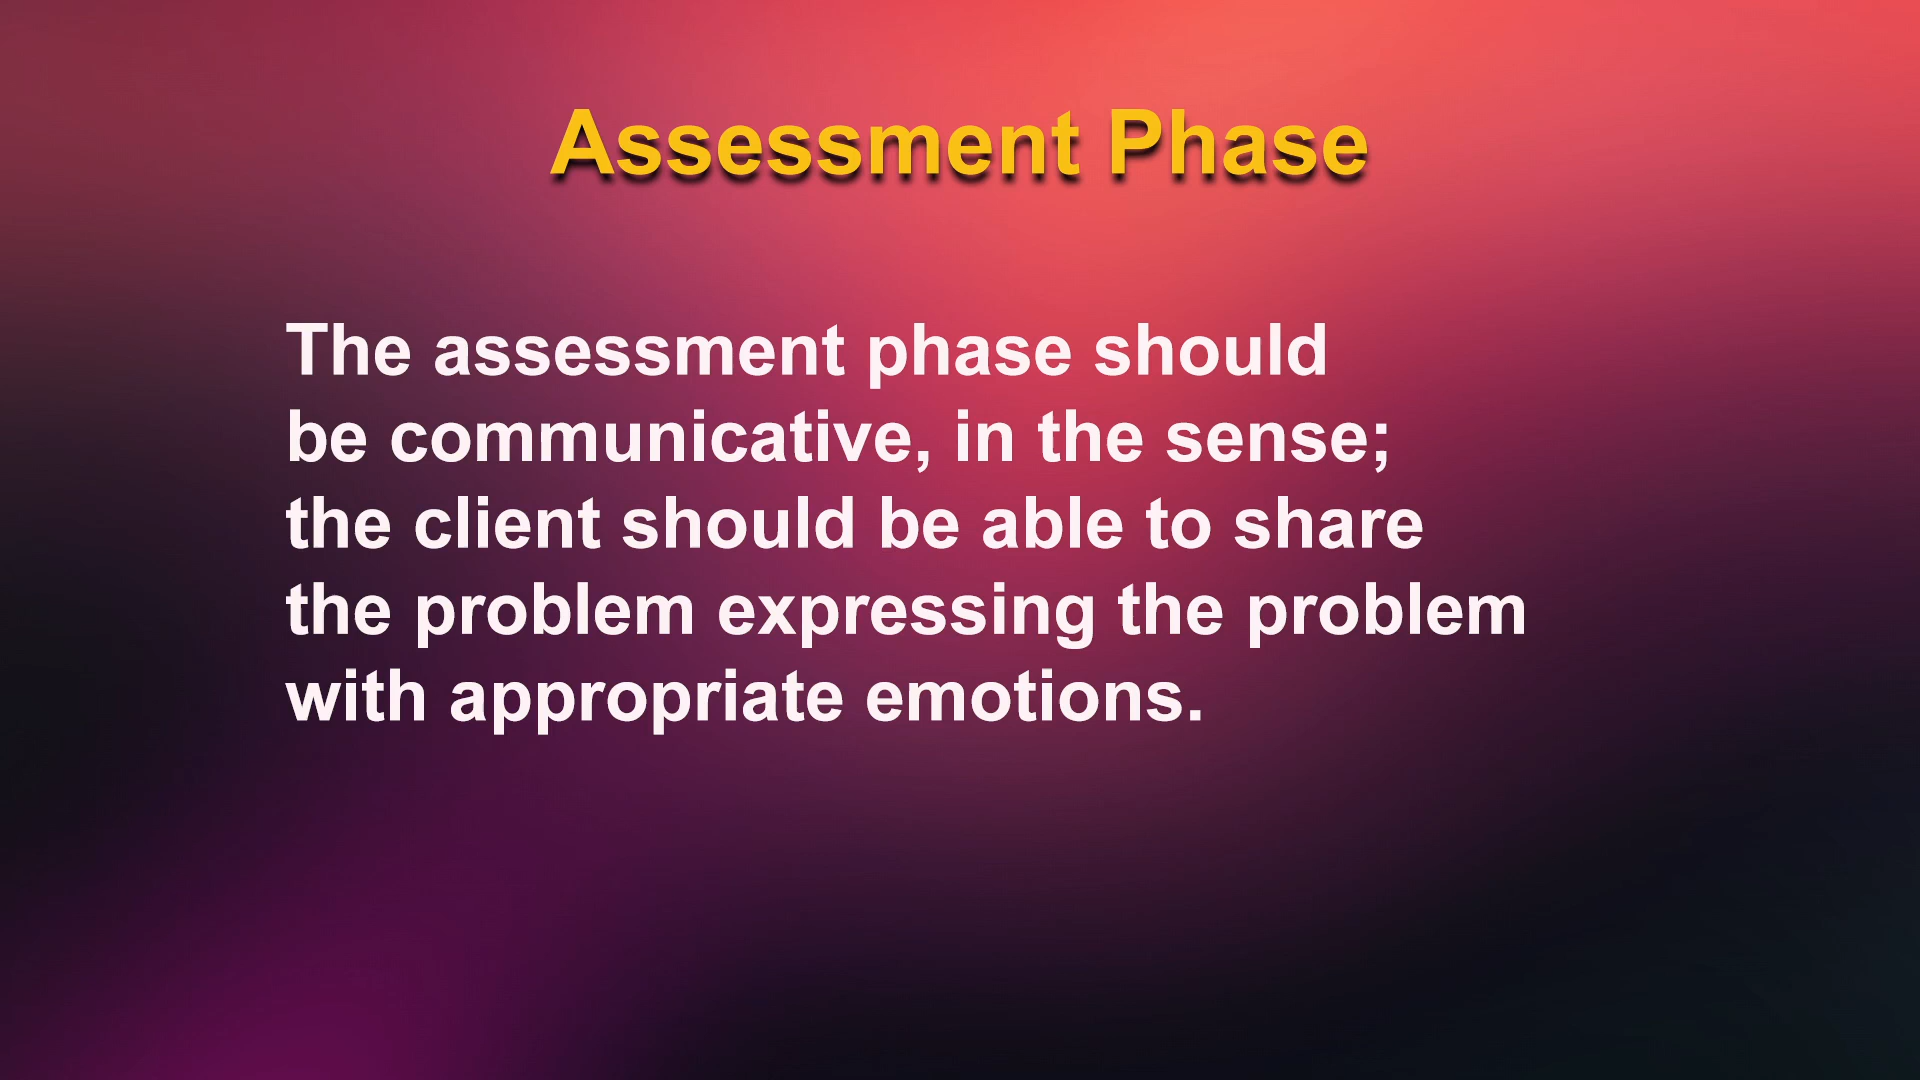 Assessment Phase
The assessment phase should
be communicative, in the sense;
the client should be able to share
the problem expressing the problem
with appropriate emotions.